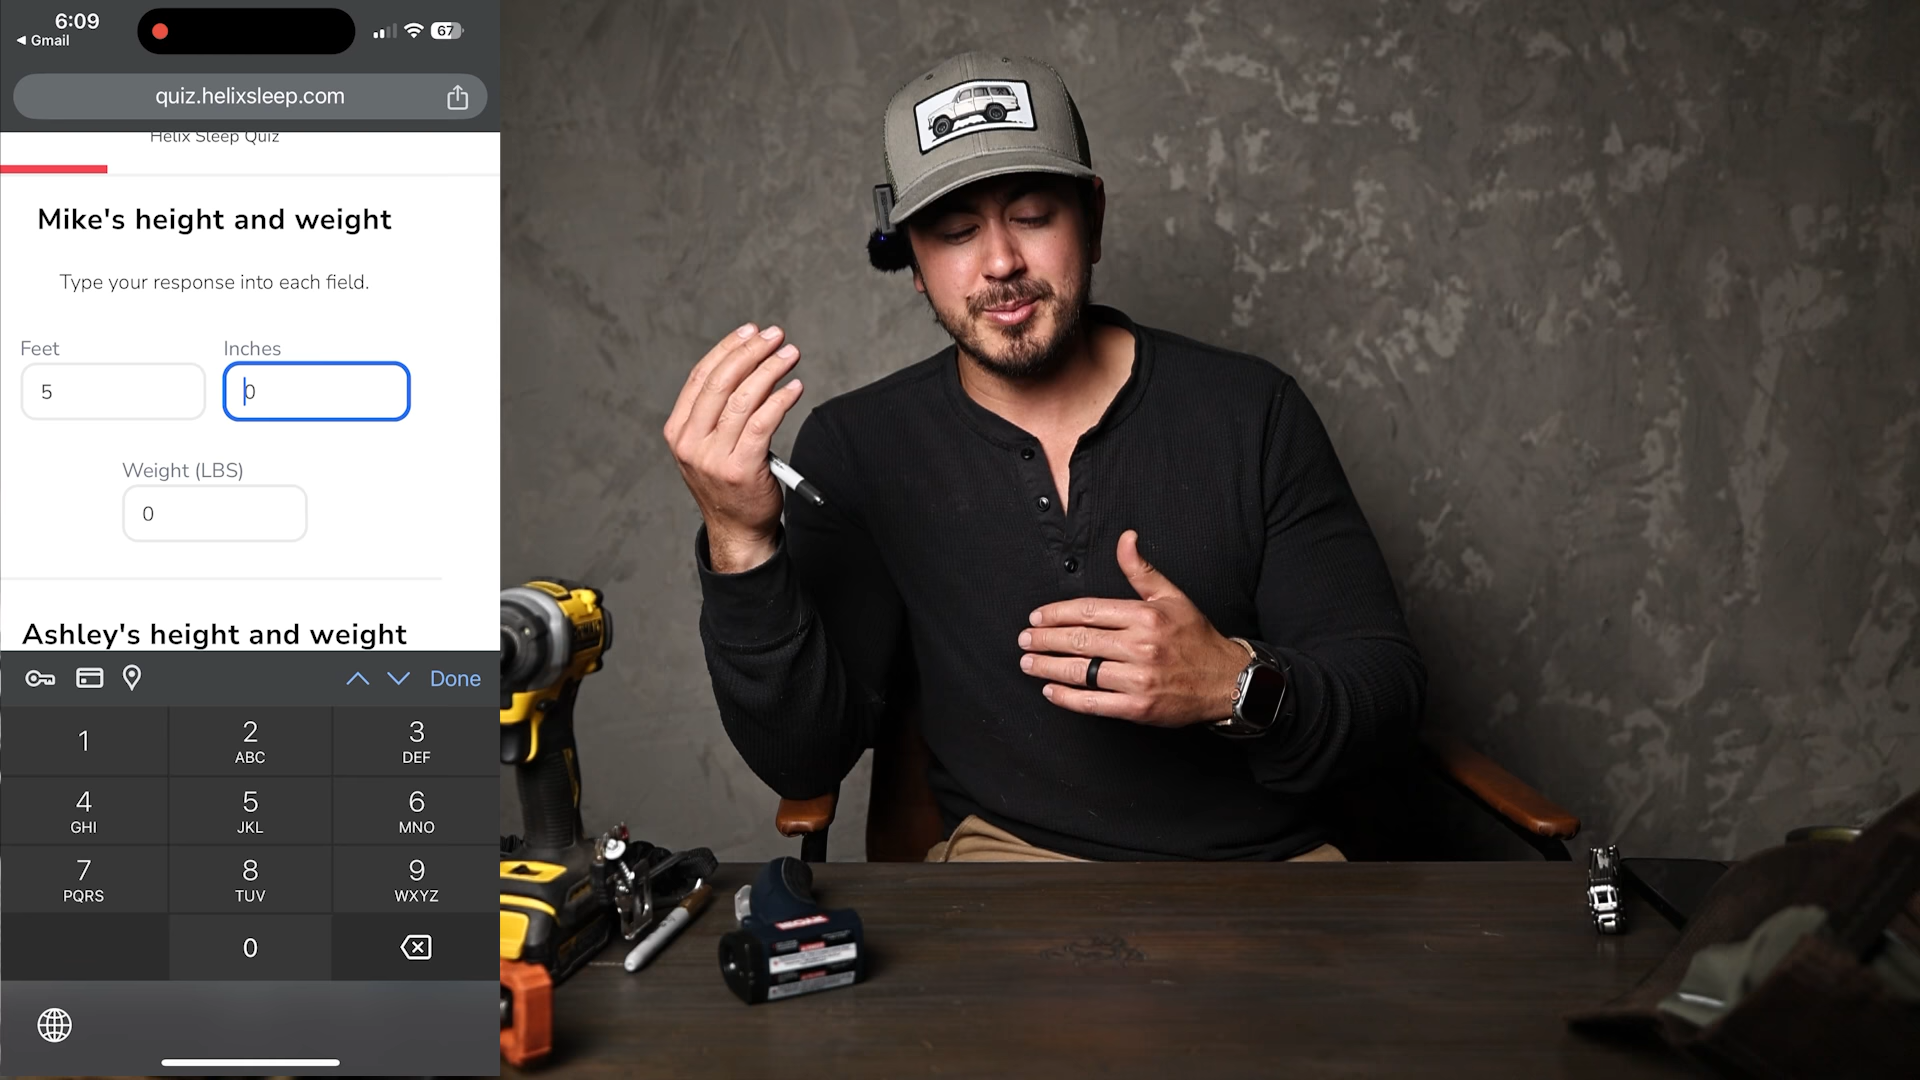 6:09
◀ Gmail
67
quiz.helixsleep.com
Helix Sleep Quiz
Mike's height and weight
Type your response into each field.
Feet
Inches
5
0
Weight (LBS)
0
Ashley's height and weight
Done
1
2
3
ABC
DEF
4
5
6
GHI
JKL
MNO
7
8
9
PQRS
TUV
WXYZ
0